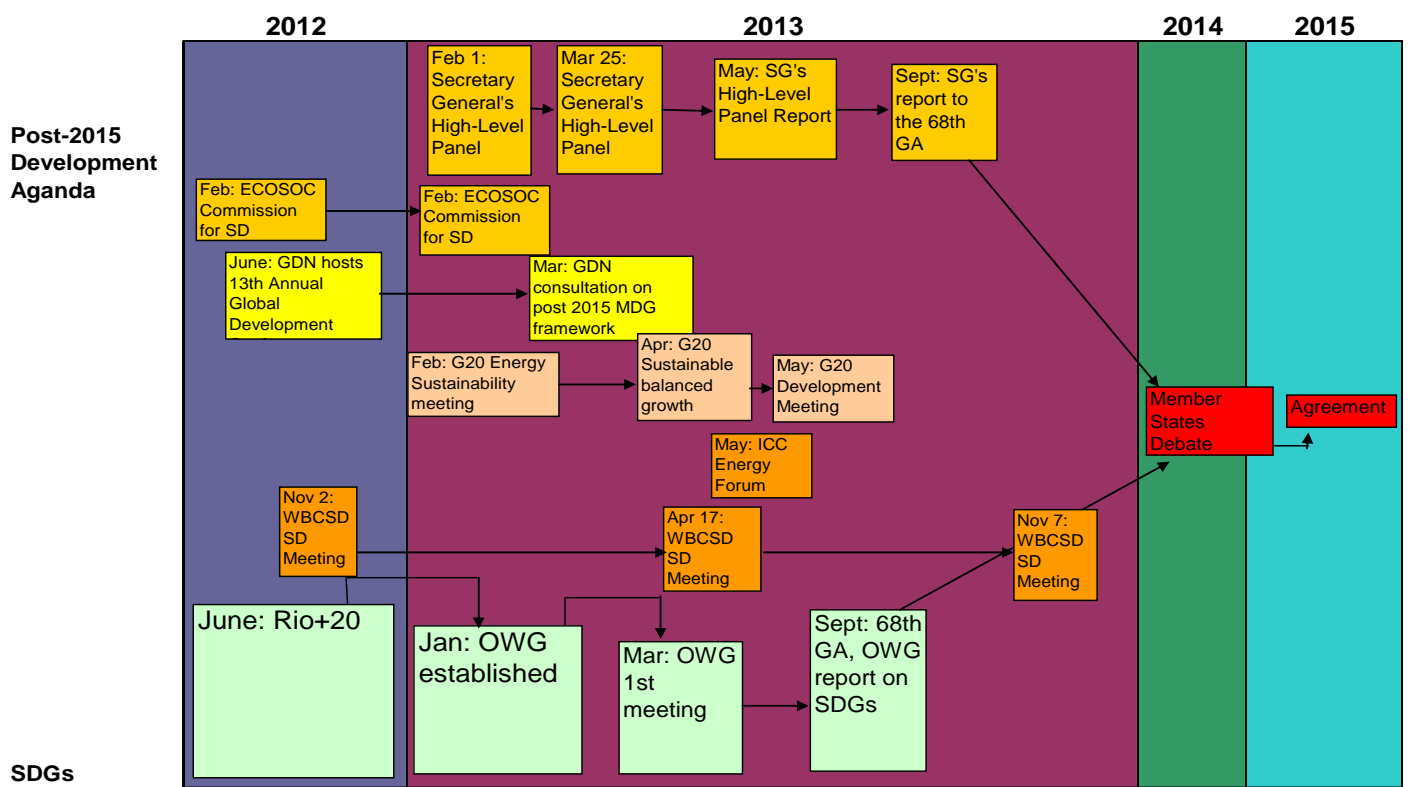 2012
2013
2014
2015
Post-2015
Development
Aganda
Feb 1:
Secretary
General's
High-Level
Panel
Mar 25:
Secretary
General's
High-Level
Panel
May: SG's
High-Level
Panel Report
Sept: SG's
report to
the 68th
GA
Feb: ECOSOC
Commission
for SD
Feb: ECOSOC
Commission
for SD
June: GDN hosts
13th Annual
Global
Development
Mar: GDN
consultation on
post 2015 MDG
framework
Feb: G20 Energy
Sustainability
meeting
Apr: G20
Sustainable
balanced
growth
May: G20
Development
Meeting
Member
States
Debate
Agreement
May: ICC
Energy
Forum
Nov 2:
WBCSD
SD
Meeting
Apr 17:
WBCSD
SD
Meeting
Nov 7:
WBCSD
SD
Meeting
June: Rio+20
Jan: OWG
established
Mar: OWG
1st
meeting
Sept: 68th
GA, OWG
report on
SDGs
SDGs